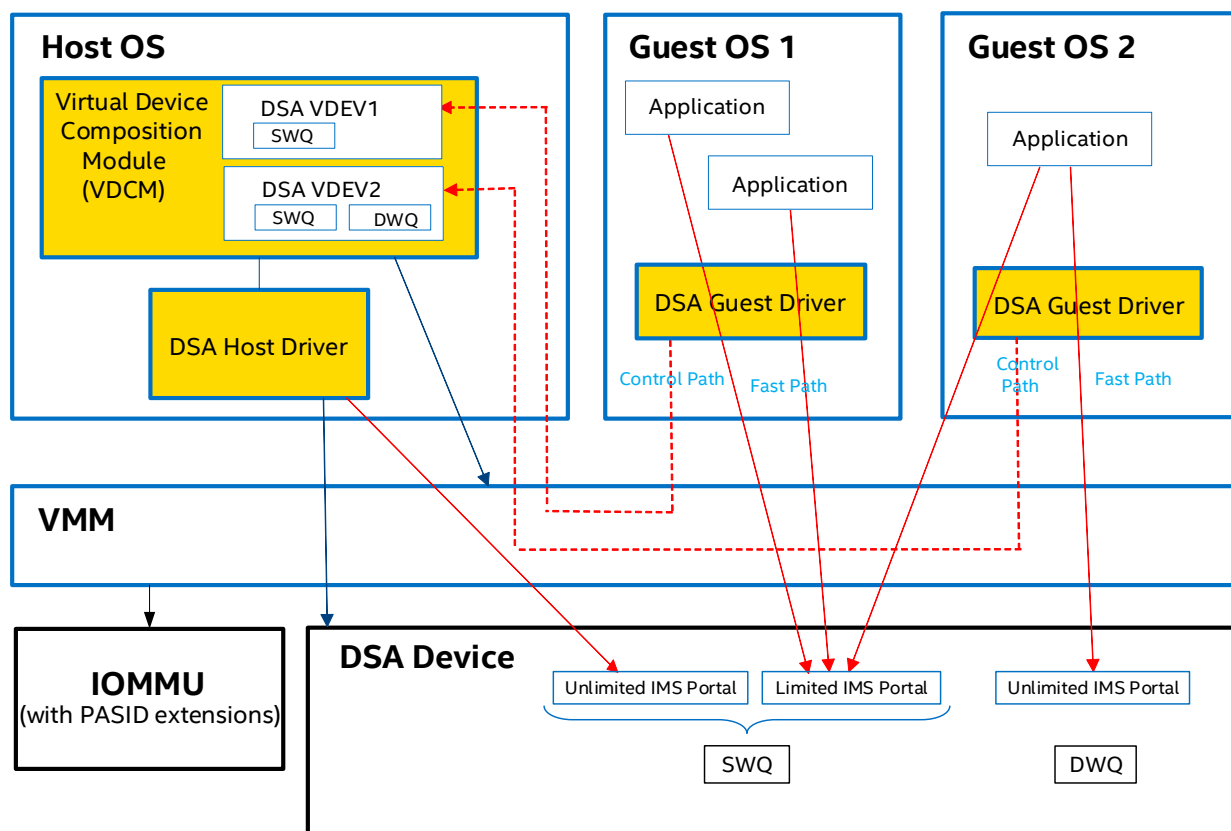 Host OS
Virtual Device
Composition
Module
(VDCM)
DSA VDEV1
SWQ
DSA VDEV2
SWQ
DWQ
DSA Host Driver
Guest OS 1
Application
Application
DSA Guest Driver
Control Path
Fast Path
Guest OS 2
Application
DSA Guest Driver
Control
Path
Fast Path
VMM
IOMMU
(with PASID extensions)
DSA Device
Unlimited IMS Portal
Limited IMS Portal
Unlimited IMS Portal
SWQ
DWQ